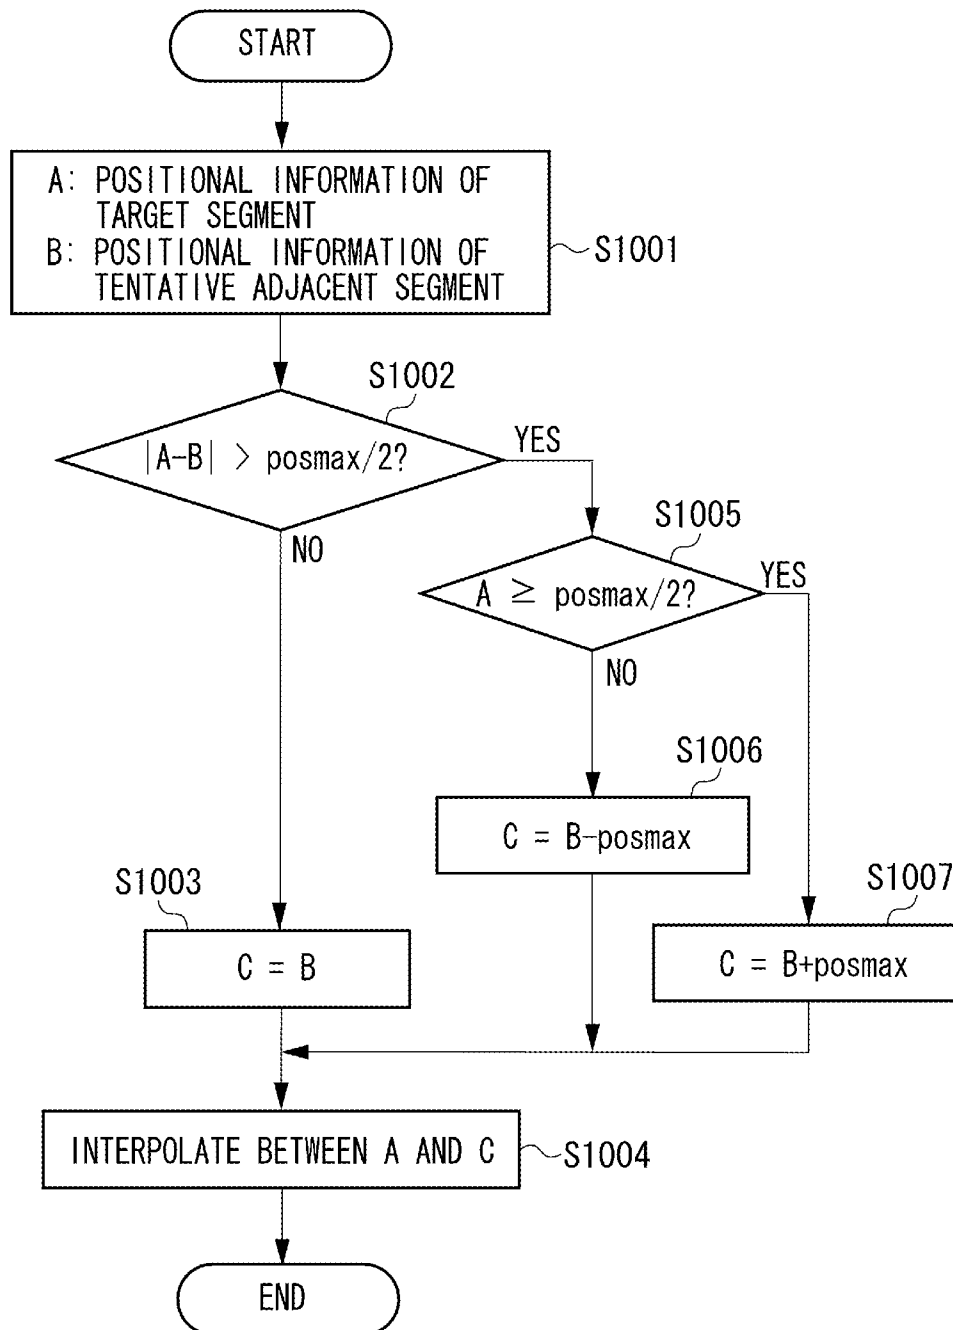 START
A: POSITIONAL INFORMATION OF
TARGET SEGMENT
B: POSITIONAL INFORMATION OF
TENTATIVE ADJACENT SEGMENT
S1001
S1002
|A-B| > posmax/2?
YES
NO
S1005
A ≧ posmax/2?
YES
NO
S1006
C = B-posmax
S1003
C = B
S1007
C = B+posmax
INTERPOLATE BETWEEN A AND C
S1004
END